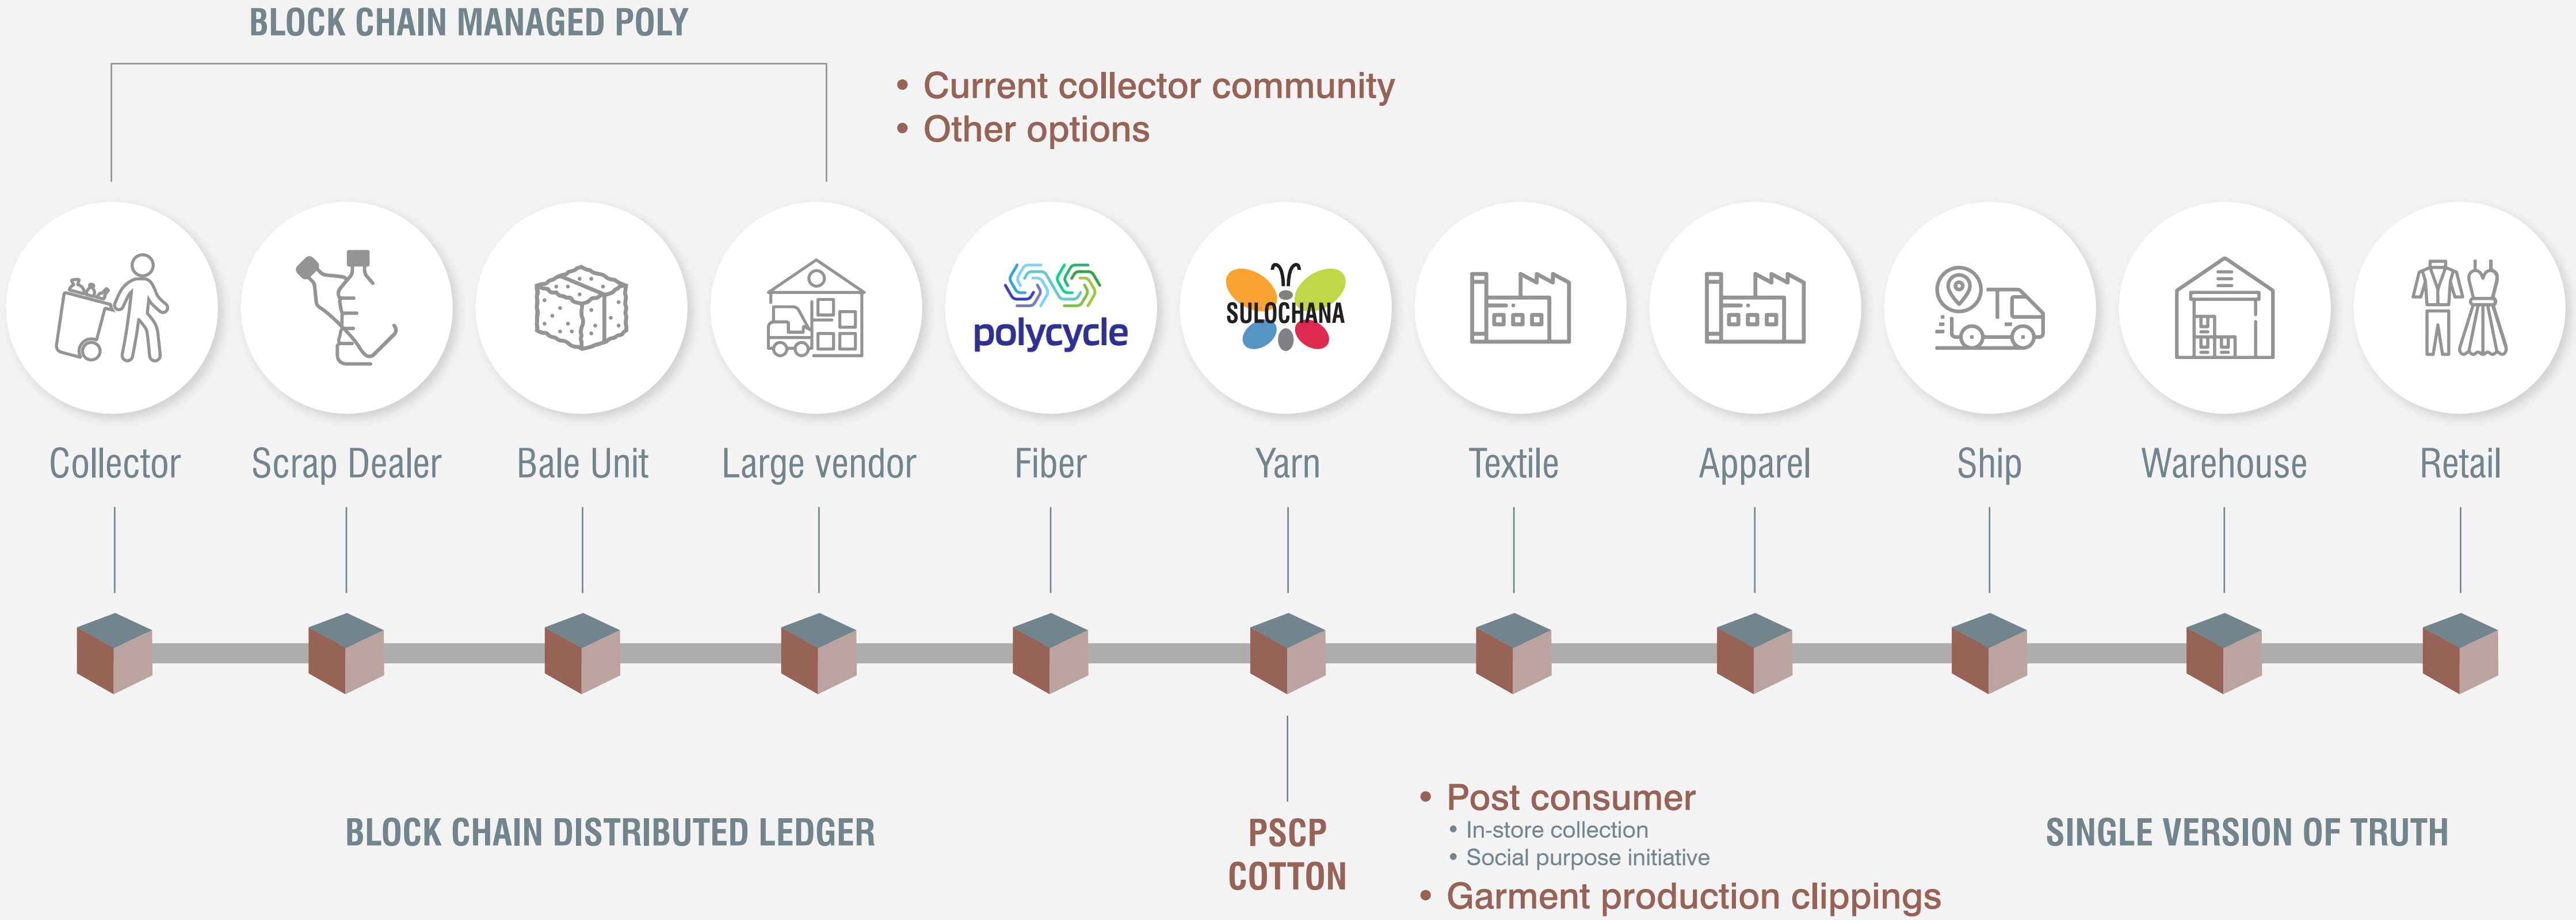 BLOCK CHAIN MANAGED POLY
• Current collector community
• Other options
polycycle
SULOCHANA
Collector
Scrap Dealer
Bale Unit
Large vendor
Fiber
Yarn
Textile
Apparel
Ship
Warehouse
Retail
BLOCK CHAIN DISTRIBUTED LEDGER
PSCP
COTTON
• Post consumer
• In-store collection
• Social purpose initiative
• Garment production clippings
SINGLE VERSION OF TRUTH